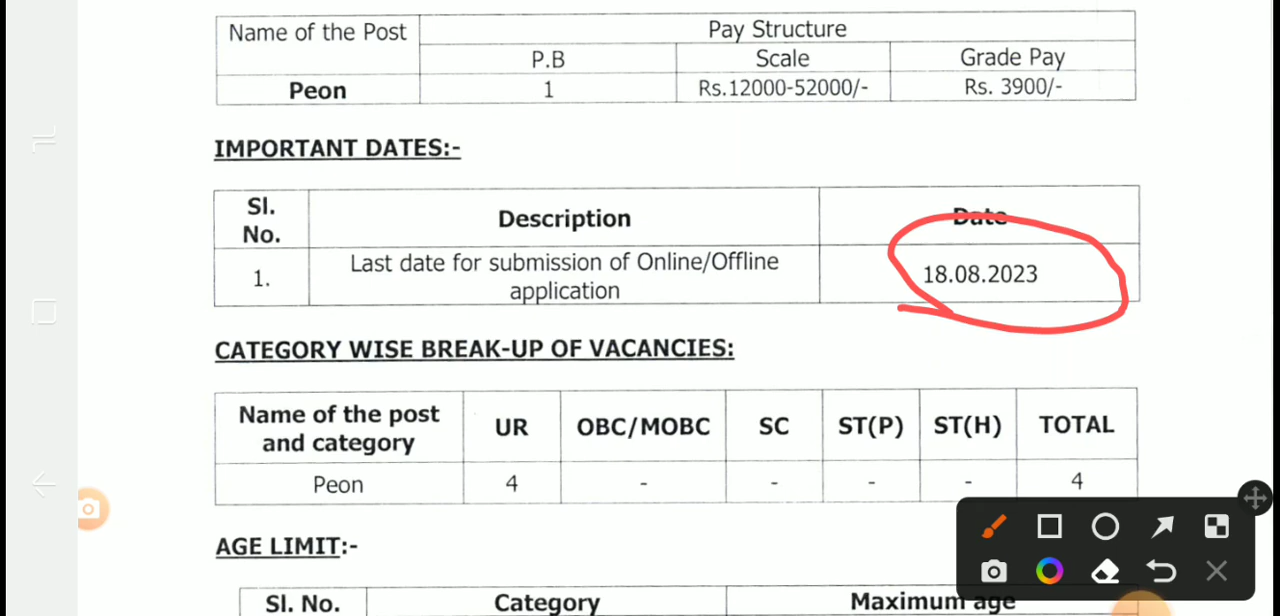 Name of the Post Pay Structure
P.B Scale Grade Pay
Peon 1 Rs.12000-52000/- Rs. 3900/-
IMPORTANT DATES:-
Sl. No. Description Date
1. Last date for submission of Online/Offline application 18.08.2023
CATEGORY WISE BREAK-UP OF VACANCIES:
Name of the post and category UR OBC/MOBC SC ST(P) ST(H) TOTAL
Peon 4 - - - - 4
AGE LIMIT:-
Sl. No. Category Maximum age